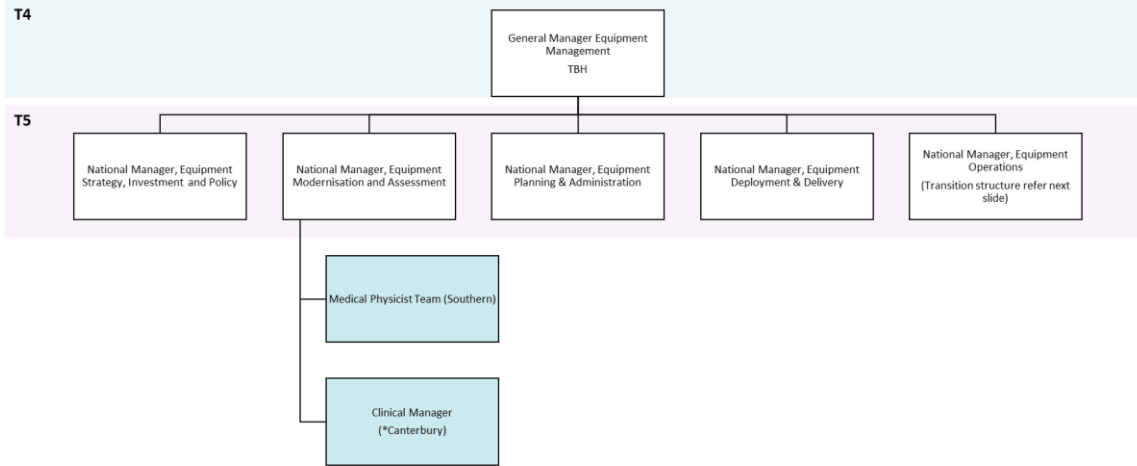 T4
General Manager Equipment
Management
TBH
T5
National Manager, Equipment
Strategy, Investment and Policy
National Manager, Equipment
Modernisation and Assessment
National Manager, Equipment
Planning & Administration
National Manager, Equipment
Deployment & Delivery
National Manager, Equipment
Operations
(Transition structure refer next
slide)
Medical Physicist Team (Southern)
Clinical Manager
(*Canterbury)